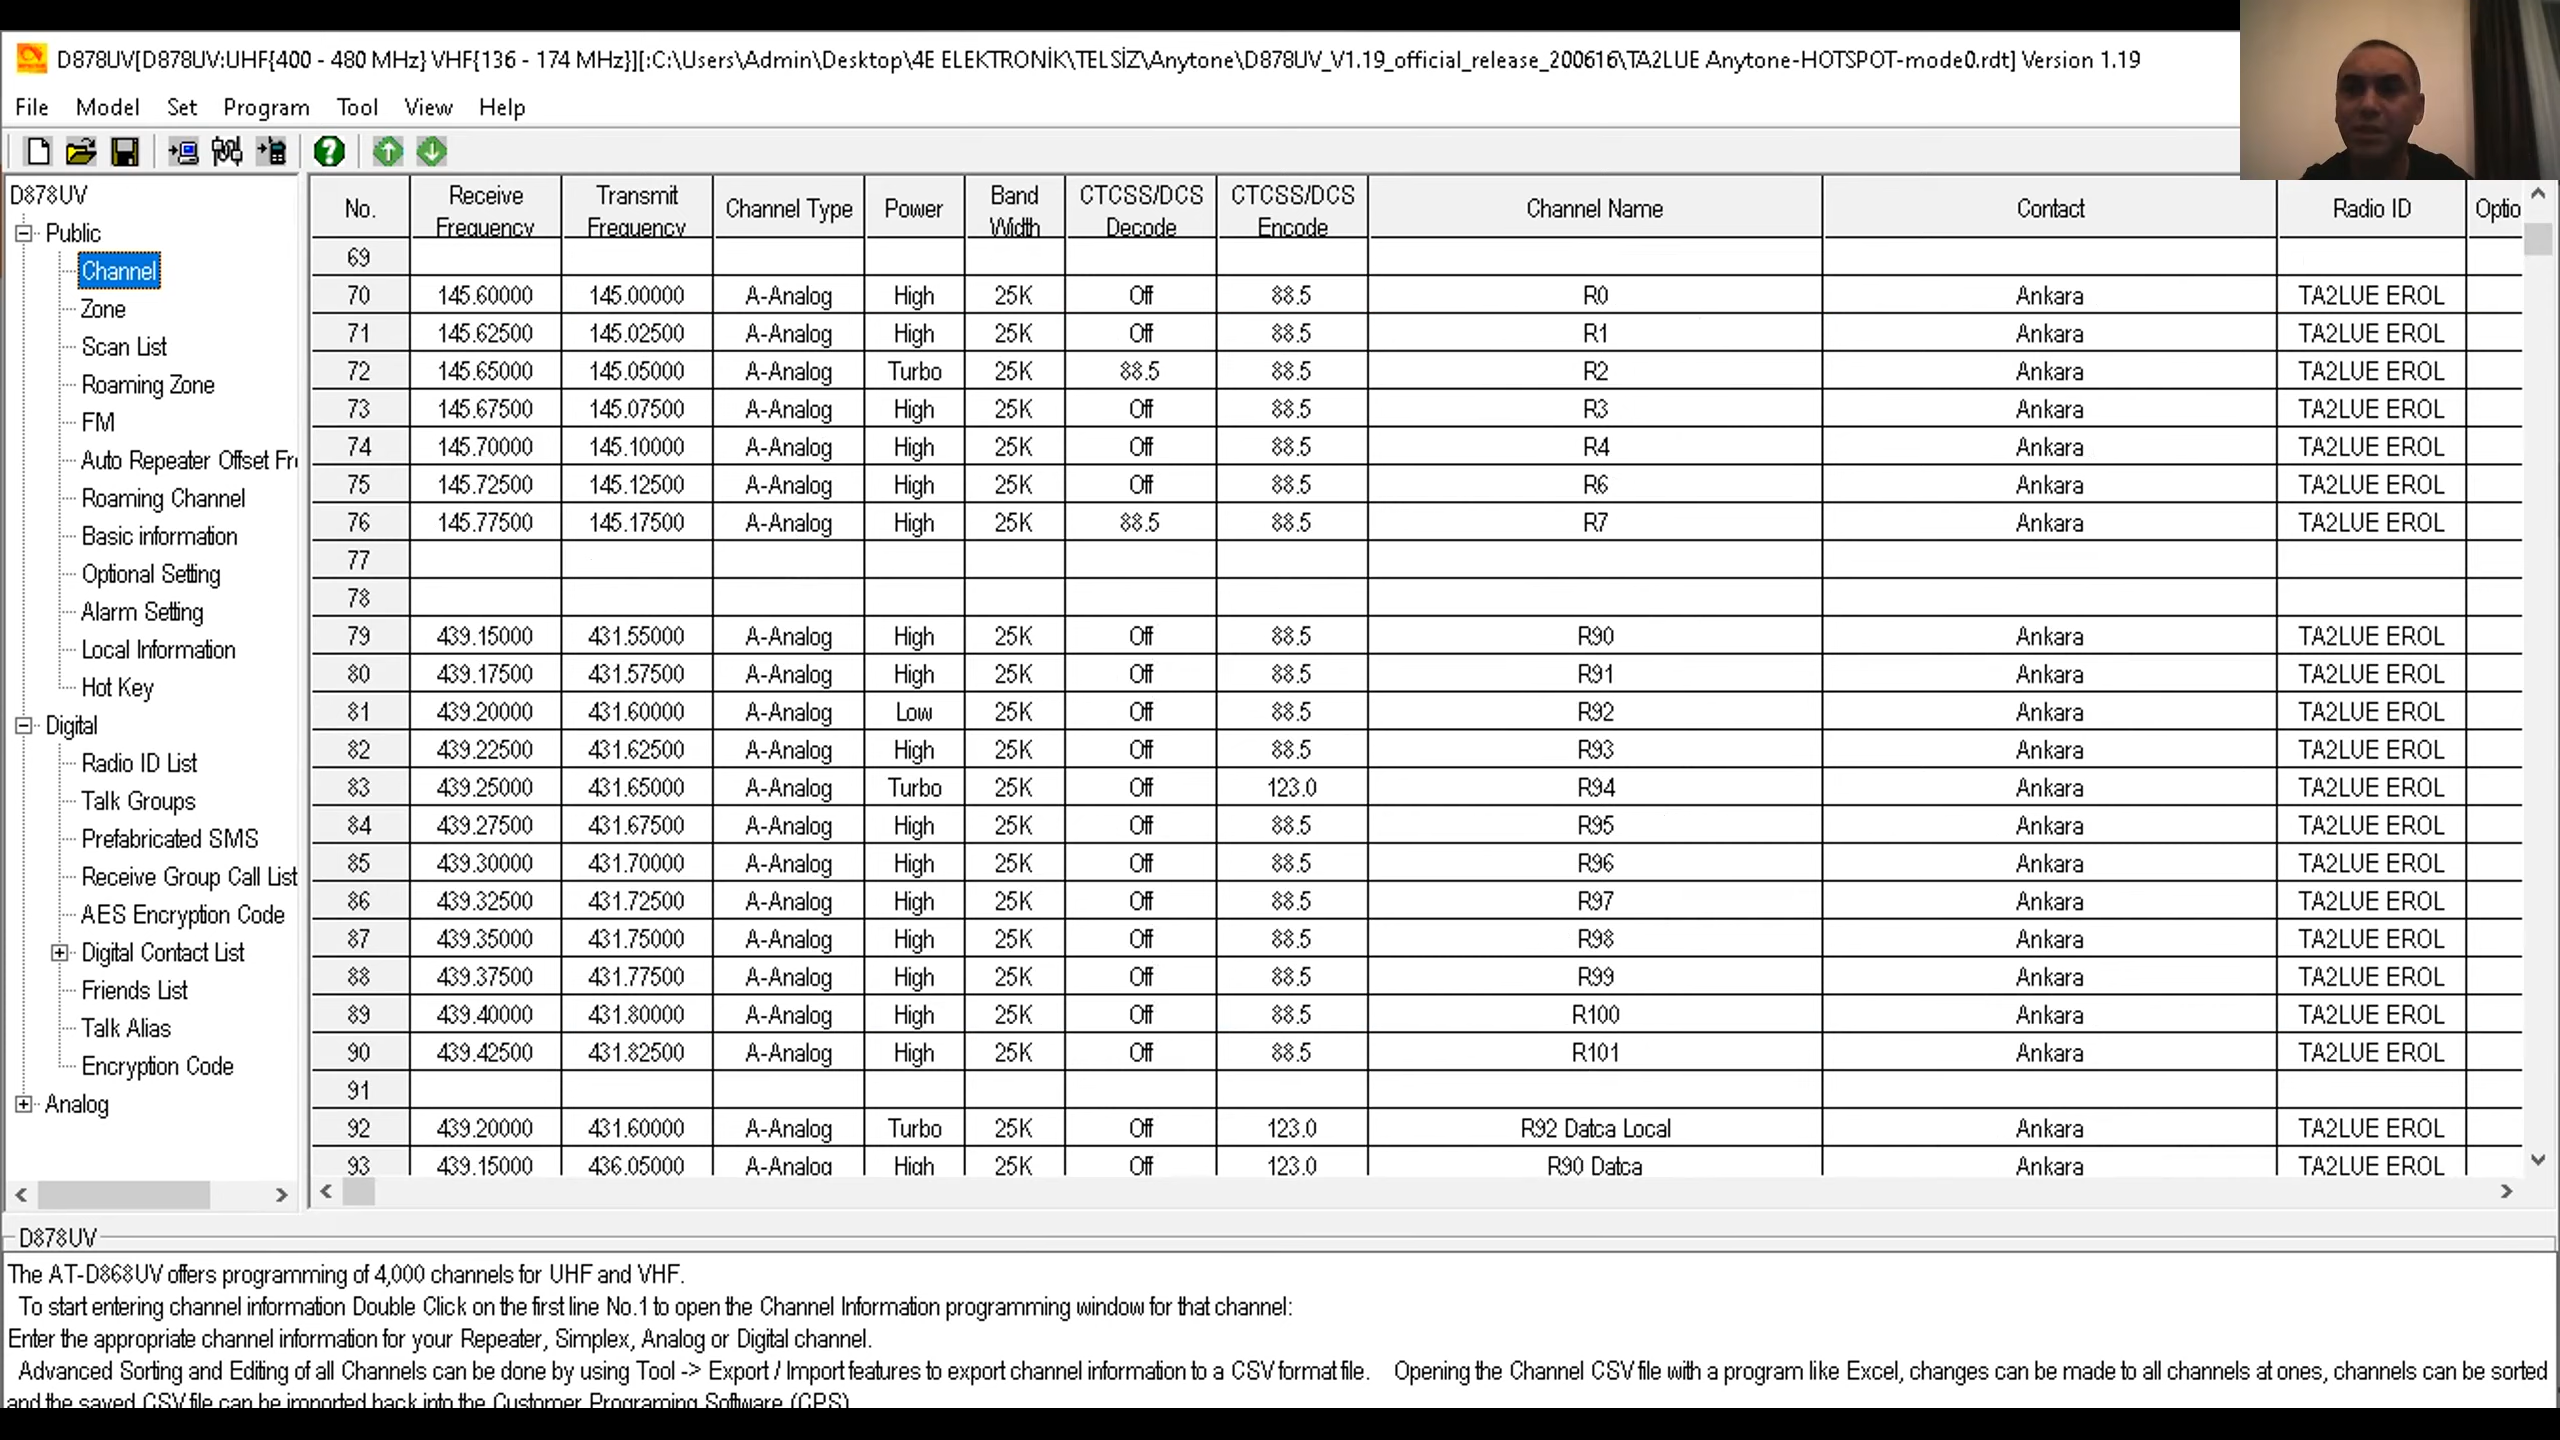 D878UV[D878UV:UHF{400 - 480 MHz} VHF{136 - 174 MHz}][:C:\Users\Admin\Desktop\4E ELEKTRONİK\TELSİZ\Anytone\D878UV_V1.19_official_release_200616\TA2LUE Anytone-HOTSPOT-mode0.rdt] Version 1.19
File Model Set Program Tool View Help
D878UV
Public
Channel
Zone
Scan List
Roaming Zone
FM
Auto Repeater Offset Fr
Roaming Channel
Basic information
Optional Setting
Alarm Setting
Local Information
Hot Key
Digital
Radio ID List
Talk Groups
Prefabricated SMS
Receive Group Call List
AES Encryption Code
Digital Contact List
Friends List
Talk Alias
Encryption Code
Analog
No. Receive Frequency Transmit Frequency Channel Type Power Band Width CTCSS/DCS Decode CTCSS/DCS Encode Channel Name Contact Radio ID Optio
69
70 145.60000 145.00000 A-Analog High 25K Off 88.5 R0 Ankara TA2LUE EROL
71 145.62500 145.02500 A-Analog High 25K Off 88.5 R1 Ankara TA2LUE EROL
72 145.65000 145.05000 A-Analog Turbo 25K 88.5 88.5 R2 Ankara TA2LUE EROL
73 145.67500 145.07500 A-Analog High 25K Off 88.5 R3 Ankara TA2LUE EROL
74 145.70000 145.10000 A-Analog High 25K Off 88.5 R4 Ankara TA2LUE EROL
75 145.72500 145.12500 A-Analog High 25K Off 88.5 R6 Ankara TA2LUE EROL
76 145.77500 145.17500 A-Analog High 25K 88.5 88.5 R7 Ankara TA2LUE EROL
77
78
79 439.15000 431.55000 A-Analog High 25K Off 88.5 R90 Ankara TA2LUE EROL
80 439.17500 431.57500 A-Analog High 25K Off 88.5 R91 Ankara TA2LUE EROL
81 439.20000 431.60000 A-Analog Low 25K Off 88.5 R92 Ankara TA2LUE EROL
82 439.22500 431.62500 A-Analog High 25K Off 88.5 R93 Ankara TA2LUE EROL
83 439.25000 431.65000 A-Analog Turbo 25K Off 123.0 R94 Ankara TA2LUE EROL
84 439.27500 431.67500 A-Analog High 25K Off 88.5 R95 Ankara TA2LUE EROL
85 439.30000 431.70000 A-Analog High 25K Off 88.5 R96 Ankara TA2LUE EROL
86 439.32500 431.72500 A-Analog High 25K Off 88.5 R97 Ankara TA2LUE EROL
87 439.35000 431.75000 A-Analog High 25K Off 88.5 R98 Ankara TA2LUE EROL
88 439.37500 431.77500 A-Analog High 25K Off 88.5 R99 Ankara TA2LUE EROL
89 439.40000 431.80000 A-Analog High 25K Off 88.5 R100 Ankara TA2LUE EROL
90 439.42500 431.82500 A-Analog High 25K Off 88.5 R101 Ankara TA2LUE EROL
91
92 439.20000 431.60000 A-Analog Turbo 25K Off 123.0 R92 Datca Local Ankara TA2LUE EROL
93 439.15000 436.05000 A-Analog High 25K Off 123.0 R90 Datca Ankara TA2LUE EROL
D878UV
The AT-D868UV offers programming of 4,000 channels for UHF and VHF.
To start entering channel information Double Click on the first line No.1 to open the Channel Information programming window for that channel:
Enter the appropriate channel information for your Repeater, Simplex, Analog or Digital channel.
Advanced Sorting and Editing of all Channels can be done by using Tool -> Export / Import features to export channel information to a CSV format file. Opening the Channel CSV file with a program like Excel, changes can be made to all channels at ones, channels can be sorted
and the saved CSV file can be imported back into the Customer Programing Software (CPS)